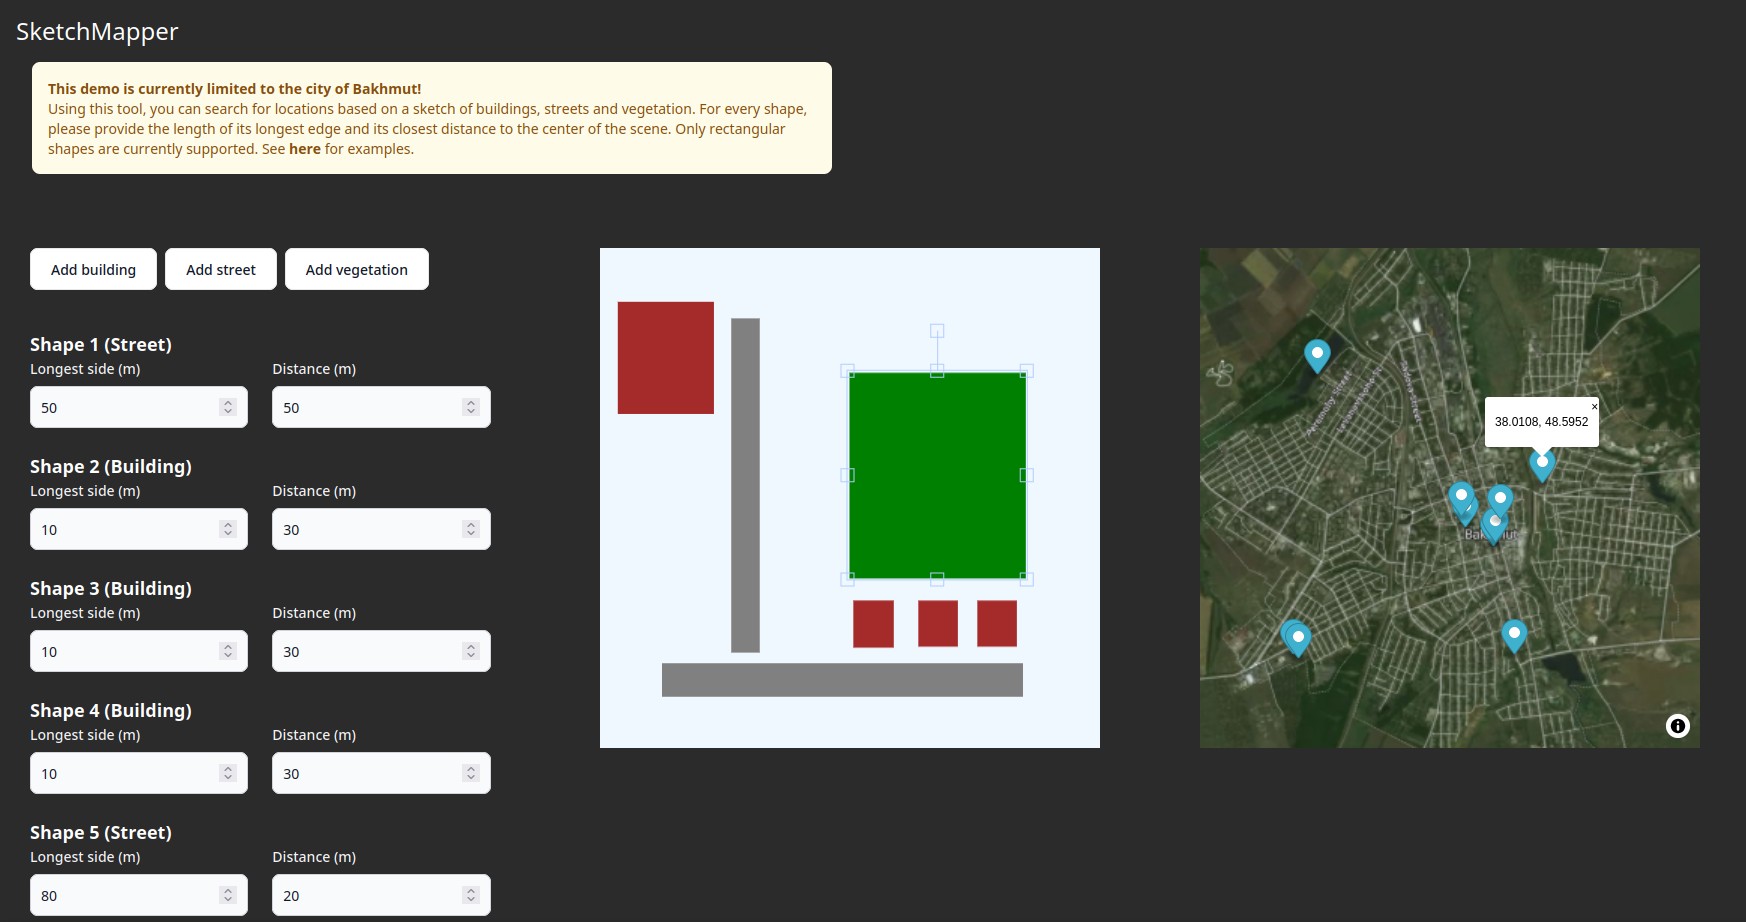 SketchMapper
This demo is currently limited to the city of Bakhmut!
Using this tool, you can search for locations based on a sketch of buildings, streets and vegetation. For every shape,
please provide the length of its longest edge and its closest distance to the center of the scene. Only rectangular
shapes are currently supported. See here for examples.
Add building
Add street
Add vegetation
Shape 1 (Street)
Longest side (m)
Distance (m)
50
50
Shape 2 (Building)
Longest side (m)
Distance (m)
10
30
Shape 3 (Building)
Longest side (m)
Distance (m)
10
30
Shape 4 (Building)
Longest side (m)
Distance (m)
10
30
Shape 5 (Street)
Longest side (m)
Distance (m)
80
20
×
38.0108, 48.5952
Street
Sadova Street